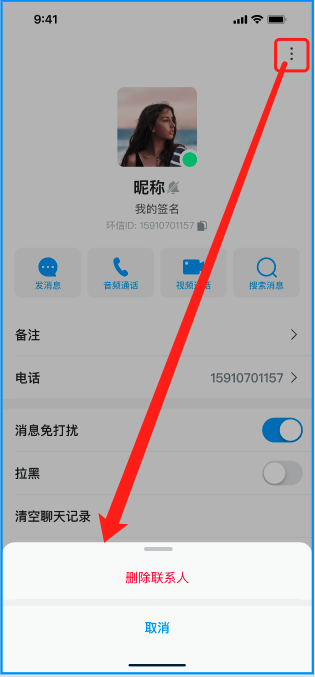 9:41
昵称
我的签名
环信ID: 15910701157
发消息
音频通话
视频通话
搜索消息
备注
电话
15910701157
消息免打扰
拉黑
清空聊天记录
删除联系人
取消